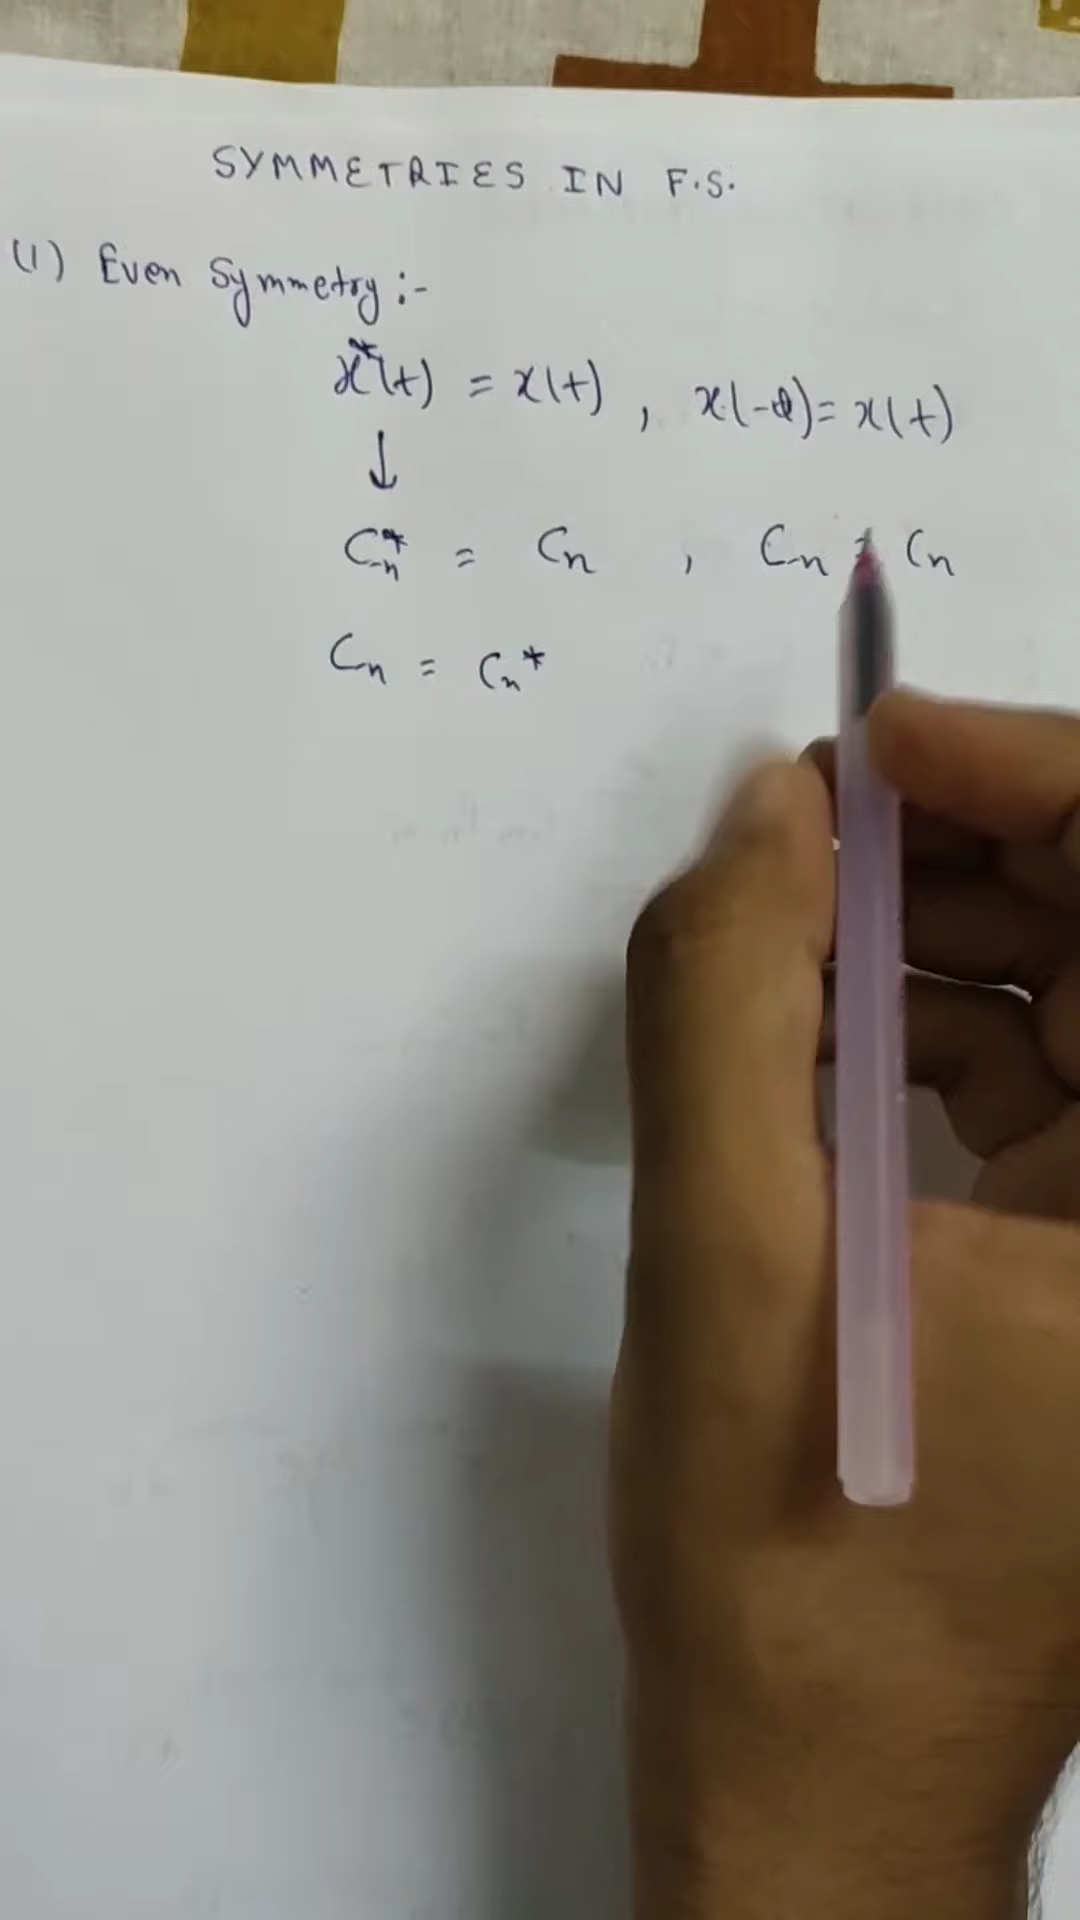 SYMMETRIES IN F.S.
(1) Even Symmetry :-
x*(t) = x(t) , x(-t) = x(t)
↓
C-n* = Cn , C-n = Cn
Cn = Cn*